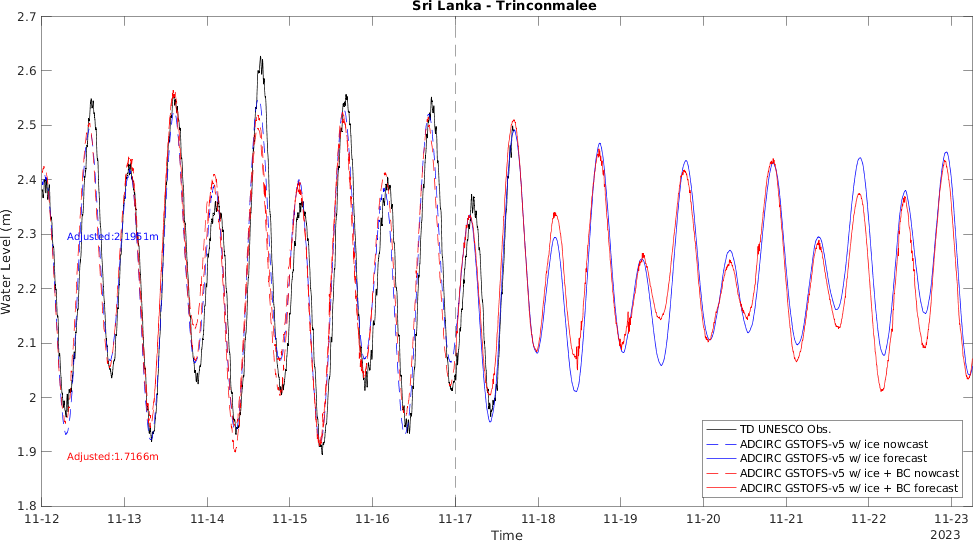 Sri Lanka - Trinconmalee
2.7
2.6
2.5
2.4
2.3
2.2
2.1
2
1.9
1.8
Water Level (m)
Adjusted:2.1951m
Adjusted:1.7166m
TD UNESCO Obs.
ADCIRC GSTOFS-v5 w/ ice nowcast
ADCIRC GSTOFS-v5 w/ ice forecast
ADCIRC GSTOFS-v5 w/ ice + BC nowcast
ADCIRC GSTOFS-v5 w/ ice + BC forecast
11-12 11-13 11-14 11-15 11-16 11-17 11-18 11-19 11-20 11-21 11-22 11-23
Time
2023